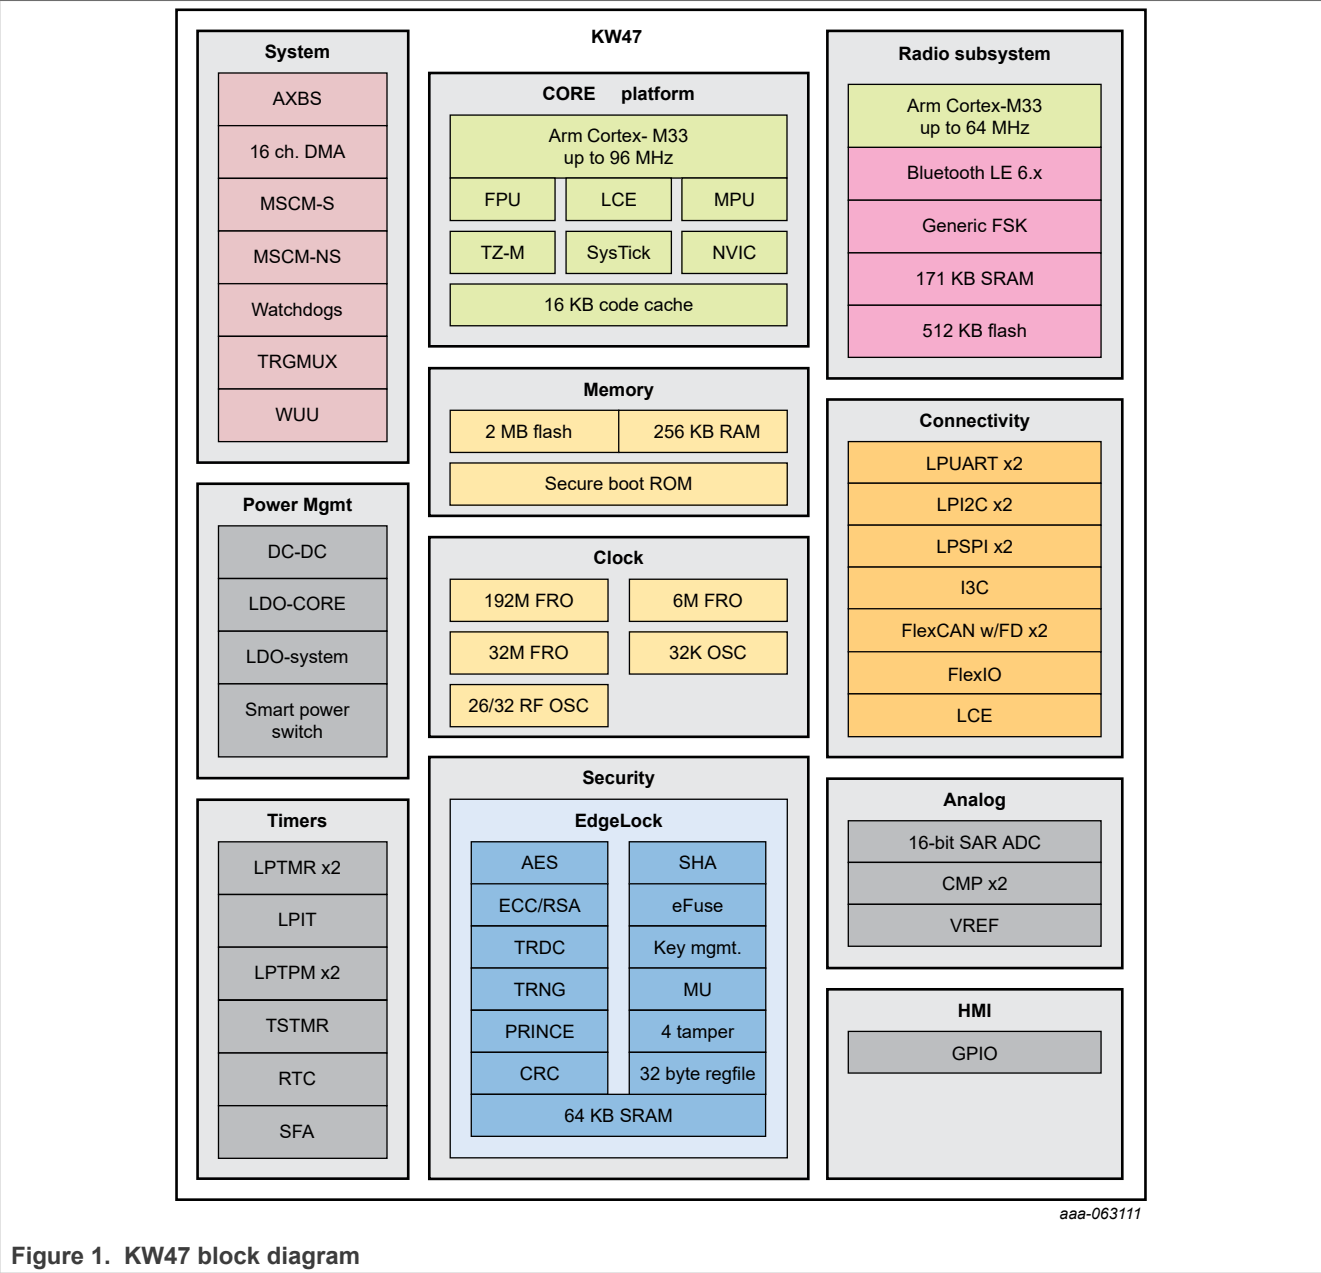 KW47
System
AXBS
16 ch. DMA
MSCM-S
MSCM-NS
Watchdogs
TRGMUX
WUU
Power Mgmt
DC-DC
LDO-CORE
LDO-system
Smart power
switch
Timers
LPTMR x2
LPIT
LPTPM x2
TSTMR
RTC
SFA
CORE platform
Arm Cortex- M33
up to 96 MHz
FPU LCE MPU
TZ-M SysTick NVIC
16 KB code cache
Memory
2 MB flash 256 KB RAM
Secure boot ROM
Clock
192M FRO 6M FRO
32M FRO 32K OSC
26/32 RF OSC
Security
EdgeLock
AES SHA
ECC/RSA eFuse
TRDC Key mgmt.
TRNG MU
PRINCE 4 tamper
CRC 32 byte regfile
64 KB SRAM
Radio subsystem
Arm Cortex-M33
up to 64 MHz
Bluetooth LE 6.x
Generic FSK
171 KB SRAM
512 KB flash
Connectivity
LPUART x2
LPI2C x2
LPSPI x2
I3C
FlexCAN w/FD x2
FlexIO
LCE
Analog
16-bit SAR ADC
CMP x2
VREF
HMI
GPIO
aaa-063111
Figure 1. KW47 block diagram